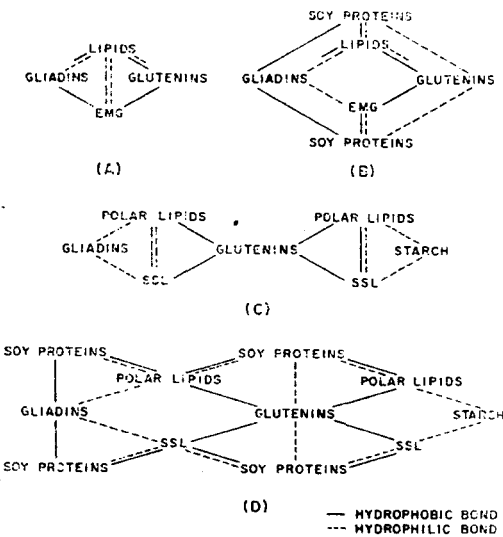 SOY PROTEINS
LIPIDS LIPIDS
GLIADINS GLUTENINS GLIADINS GLUTENINS
EMG EMG
SOY PROTEINS
(A) (B)
POLAR LIPIDS POLAR LIPIDS
GLIADINS GLUTENINS STARCH
SSL SSL
(C)
SOY PROTEINS SOY PROTEINS
POLAR LIPIDS POLAR LIPIDS
GLIADINS GLUTENINS STARCH
SSL SSL
SOY PROTEINS SOY PROTEINS
(D)
HYDROPHOBIC BOND
HYDROPHILIC BOND